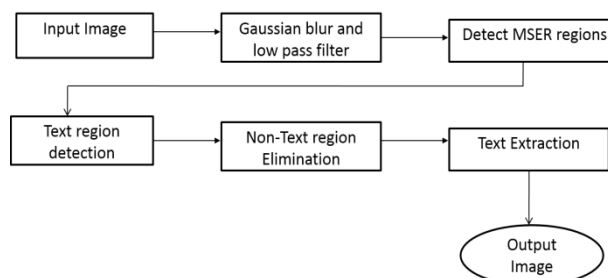 Input Image
Gaussian blur and
low pass filter
Detect MSER regions
Text region
detection
Non-Text region
Elimination
Text Extraction
Output
Image